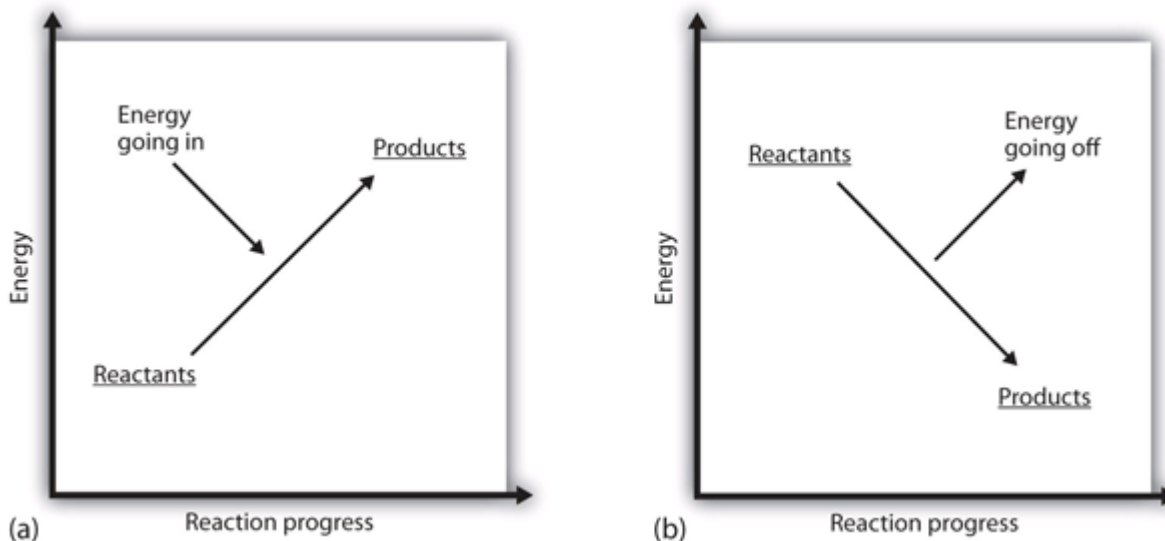 Energy
going in
Products
Reactants
Energy
Reaction progress
(a)
Reactants
Energy
going off
Products
Energy
Reaction progress
(b)